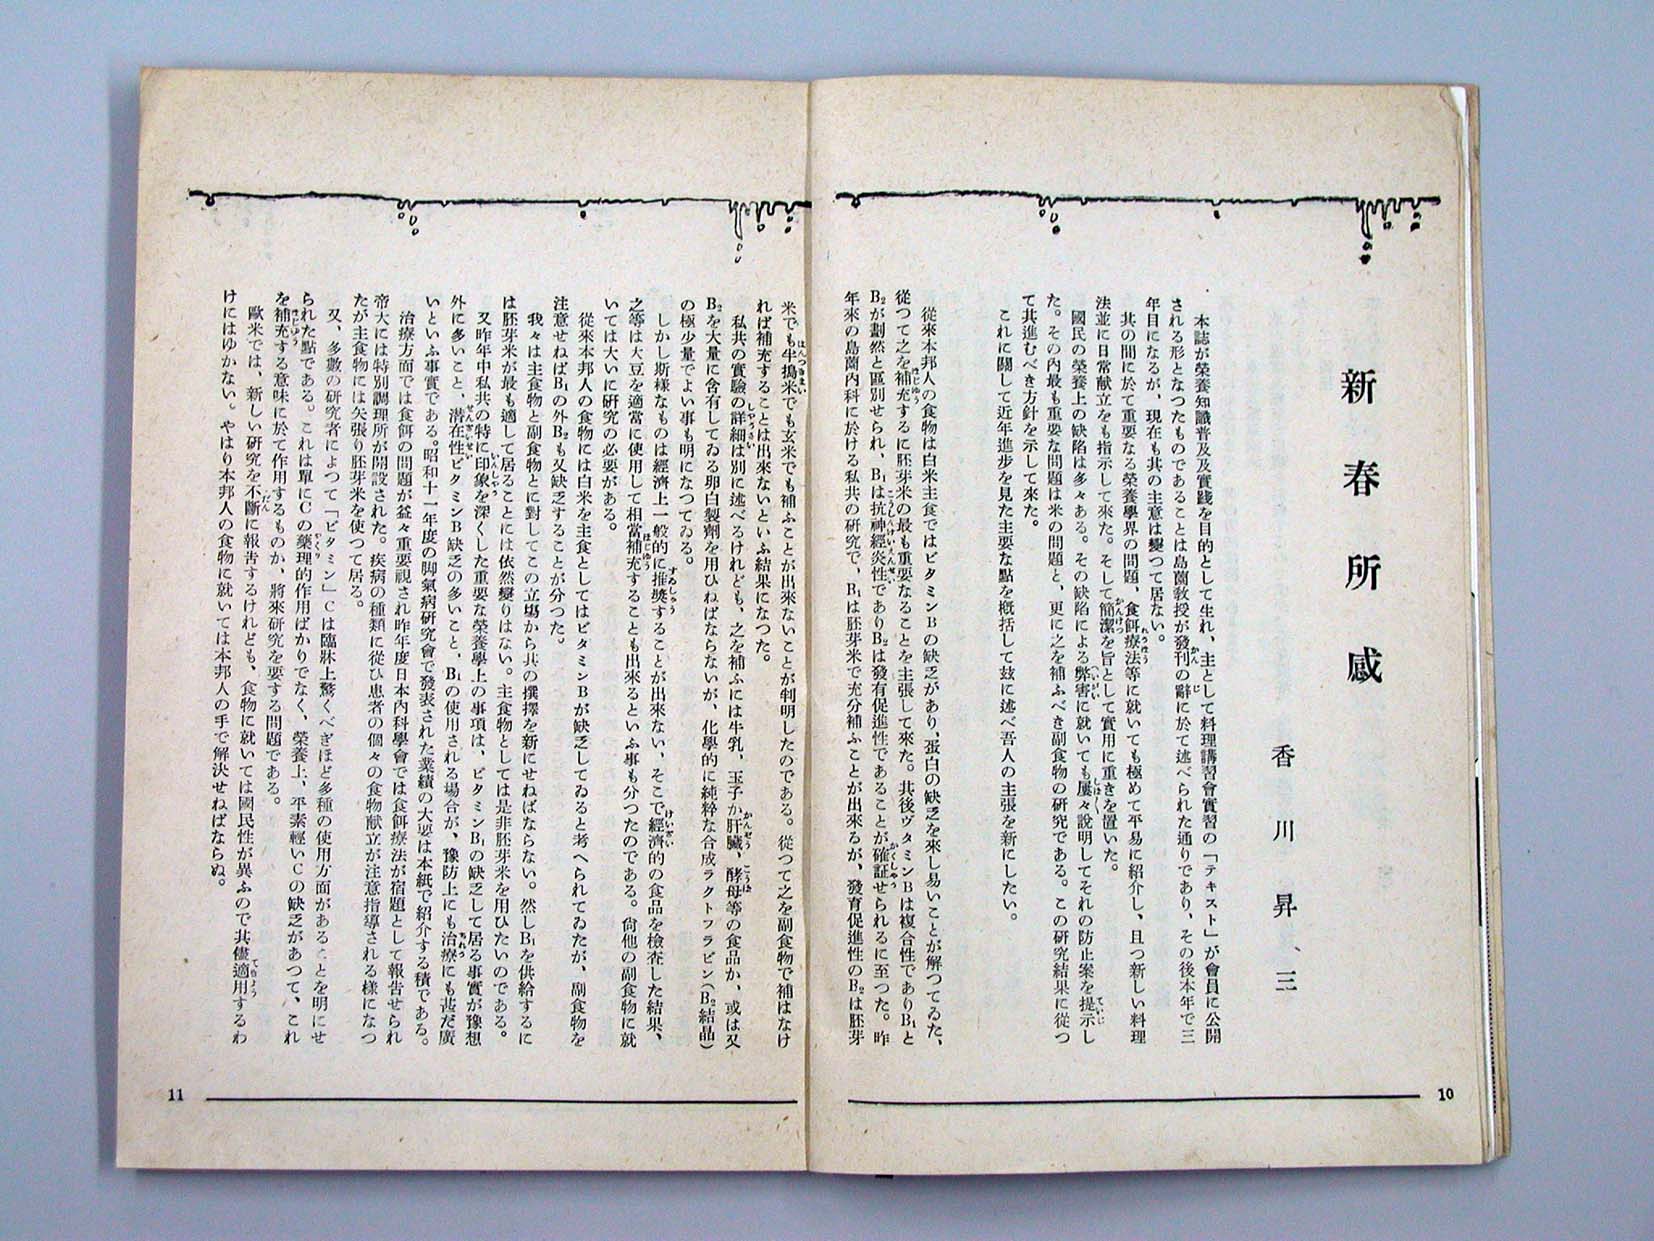 新春所感
香川昇三
本誌が榮養知識普及及實踐を目的として生れ、主として料理講習會實習の「テキスト」が會員に公開
される形となつたものであることは島薗敎授が發刊の辭に於て述べられた通りであり、その後本年で三
年目になるが、現在も其の主意は變つて居ない。
其の間に於て重要なる榮養學界の問題、食餌療法等に就いても極めて平易に紹介し、且つ新しい料理
法並に日常献立をも指示して來た。そして簡潔を旨として實用に重きを置いた。
國民の榮養上の缺陷は多々ある。その缺陷による弊害に就いても屢々說明してそれの防止案を提示し
た。その內最も重要な問題は米の問題と、更に之を補ふべき副食物の研究である。この研究結果に從つ
て共進むべき方針を示して來た。
これに關して近年進步を見た主要な點を槪括して玆に述べ吾人の主張を新にしたい。
從來本邦人の食物は白米主食ではビタミンBの缺乏があり、蛋白の缺乏を來し易いことが解つてゐた、
從つて之を補充するに胚芽米の最も重要なることを主張して來た。其後ヴタミンBは複合性でありB₁と
B₂が劃然と區別せられ、B₁は抗神經炎性でありB₂は發有促進性であることが確証せられるに至つた。昨
年來の島薗內科に於ける私共の研究で、B₁は胚芽米で充分補ふことが出來るが、發育促進性のB₂は胚芽
10
米でも半搗米でも玄米でも補ふことが出來ないことが判明したのである。從つて之を副食物で補はなけ
れば補充することは出來ないといふ結果になつた。
私共の實驗の詳細は別に述べるけれども、之を補ふには牛乳、玉子か肝臟、酵母等の食品か、或は又
B₂を大量に含有してゐる卵白製劑を用ひねばならないが、化學的に純粹な合成ラクトフラビン（B₂結晶）
の極少量でよい事も明になつてゐる。
しかし斯樣なものは經濟上一般的に推奬することが出來ない、そこで經濟的の食品を檢査した結果、
之等は大豆を適當に使用して相當補充することも出來るといふ事も分つたのである。尙他の副食物に就
いては大いに硏究の必要がある。
從來本邦人の食物には白米を主食としてはビタミンBが缺乏してゐると考へられてゐたが、副食物を
注意せねばB₁の外B₂も又缺乏することが分つた。
我々は主食物と副食物とに對してこの立場から共の撰擇を新にせねばならない。然しB₁を供給するに
は胚芽米が最も適して居ることには依然變りはない。主食物としては是非胚芽米を用ひたいのである。
又昨年中私共の特に印象を深くした重要な榮養學上の事項は、ビタミンB₁の缺乏して居る事實が豫想
外に多いこと、潜在性ビタミンB缺乏の多いこと、B₁の使用される場合が、豫防上にも治療にも甚だ廣
いといふ事實である。昭和十一年度の脚氣病硏究會で發表された業績の大要は本紙で紹介する積である。
治療方面では食餌の問題が益々重要視され昨年度日本內科學會では食餌療法が宿題として報吿せられ
帝大には特別調理所が開設された。疾病の種類に從ひ患者の個々の食物献立が注意指導される樣になつ
たが主食物には矢張り胚芽米を使つて居る。
又、多數の硏究者によつて「ビタミン」Cは臨牀上驚くべきほど多種の使用方面があることを明にせ
られた點である。これは單にCの藥理的作用ばかりでなく、榮養上、平素輕いCの缺乏があつて、これ
を補充する意味に於て作用するものか、將來硏究を要する問題である。
歐米では、新しい硏究を不斷に報吿するけれども、食物に就いては國民性が異ふので其儘適用するわ
けにはゆかない。やはり本邦人の食物に就いては本邦人の手で解決せねばならぬ。
11